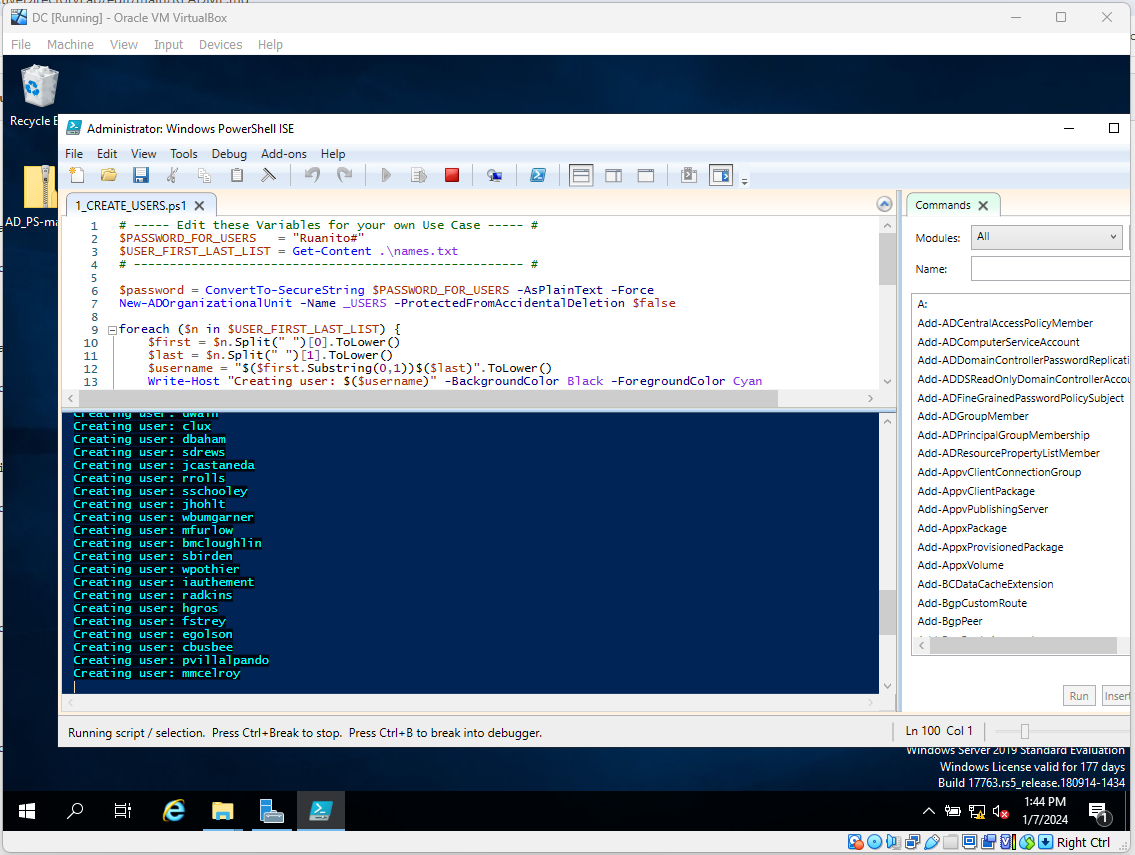 DC [Running] - Oracle VM VirtualBox
File Machine View Input Devices Help
Recycle
AD_PS-ma
Administrator: Windows PowerShell ISE
File Edit View Tools Debug Add-ons Help
1_CREATE_USERS.ps1
1 # ----- Edit these Variables for your own Use Case ----- #
2 $PASSWORD_FOR_USERS   = "Ruanito#"
3 $USER_FIRST_LAST_LIST = Get-Content .\names.txt
4 # ------------------------------------------------------ #
5
6 $password = ConvertTo-SecureString $PASSWORD_FOR_USERS -AsPlainText -Force
7 New-ADOrganizationalUnit -Name _USERS -ProtectedFromAccidentalDeletion $false
8
9 foreach ($n in $USER_FIRST_LAST_LIST) {
10     $first = $n.Split(" ")[0].ToLower()
11     $last = $n.Split(" ")[1].ToLower()
12     $username = "$($first.Substring(0,1))$($last)".ToLower()
13     Write-Host "Creating user: $($username)" -BackgroundColor Black -ForegroundColor Cyan
Creating user: dwain
Creating user: clux
Creating user: dbaham
Creating user: sdrews
Creating user: jcastaneda
Creating user: rrolls
Creating user: sschooley
Creating user: jhohlt
Creating user: wbumgarner
Creating user: mfurlow
Creating user: bmcloughlin
Creating user: sbirden
Creating user: wpothier
Creating user: iauthement
Creating user: radkins
Creating user: hgros
Creating user: fstrey
Creating user: egolson
Creating user: cbusbee
Creating user: pvillalpando
Creating user: mmcelroy
Commands
Modules: All
Name:
A:
Add-ADCentralAccessPolicyMember
Add-ADComputerServiceAccount
Add-ADDomainControllerPasswordReplicati
Add-ADDSReadOnlyDomainControllerAccou
Add-ADFineGrainedPasswordPolicySubject
Add-ADGroupMember
Add-ADPrincipalGroupMembership
Add-ADResourcePropertyListMember
Add-AppvClientConnectionGroup
Add-AppvClientPackage
Add-AppvPublishingServer
Add-AppxPackage
Add-AppxProvisionedPackage
Add-AppxVolume
Add-BCDataCacheExtension
Add-BgpCustomRoute
Add-BgpPeer
Run Insert
Running script / selection.  Press Ctrl+Break to stop.  Press Ctrl+B to break into debugger.
Ln 100 Col 1
Windows Server 2019 Standard Evaluation
Windows License valid for 177 days
Build 17763.rs5_release.180914-1434
1:44 PM
1/7/2024
1
Right Ctrl